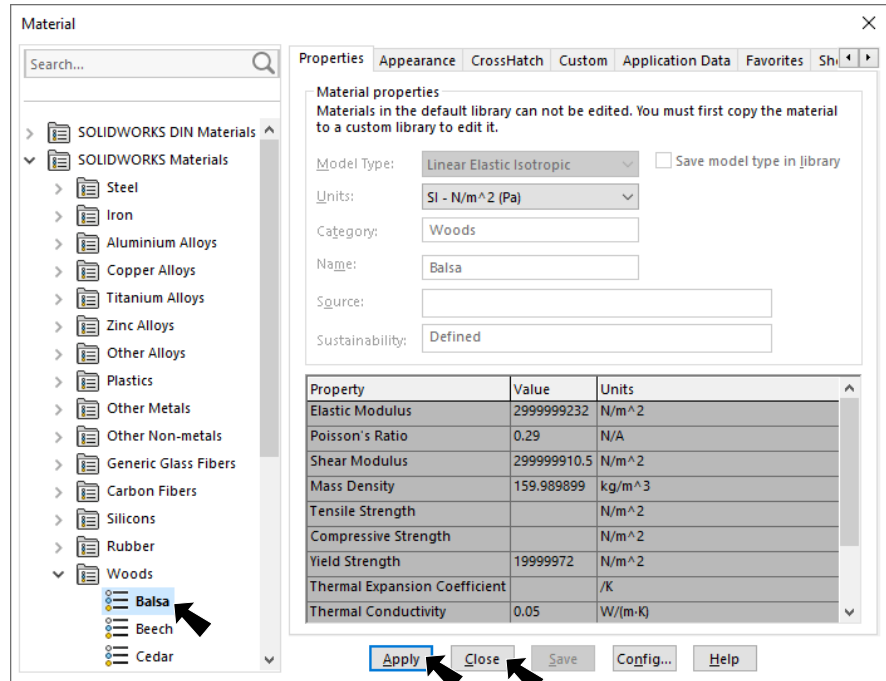 Material
Search...
SOLIDWORKS DIN Materials
SOLIDWORKS Materials
Steel
Iron
Aluminium Alloys
Copper Alloys
Titanium Alloys
Zinc Alloys
Other Alloys
Plastics
Other Metals
Other Non-metals
Generic Glass Fibers
Carbon Fibers
Silicons
Rubber
Woods
Balsa
Beech
Cedar
Properties Appearance CrossHatch Custom Application Data Favorites
Material properties
Materials in the default library can not be edited. You must first copy the material
to a custom library to edit it.
Model Type: Linear Elastic Isotropic Save model type in library
Units: SI - N/m^2 (Pa)
Category: Woods
Name: Balsa
Source:
Sustainability: Defined
Property Value Units
Elastic Modulus 2999999232 N/m^2
Poisson's Ratio 0.29 N/A
Shear Modulus 299999910.5 N/m^2
Mass Density 159.989899 kg/m^3
Tensile Strength N/m^2
Compressive Strength N/m^2
Yield Strength 19999972 N/m^2
Thermal Expansion Coefficient /K
Thermal Conductivity 0.05 W/(m·K)
Apply Close Save Config... Help